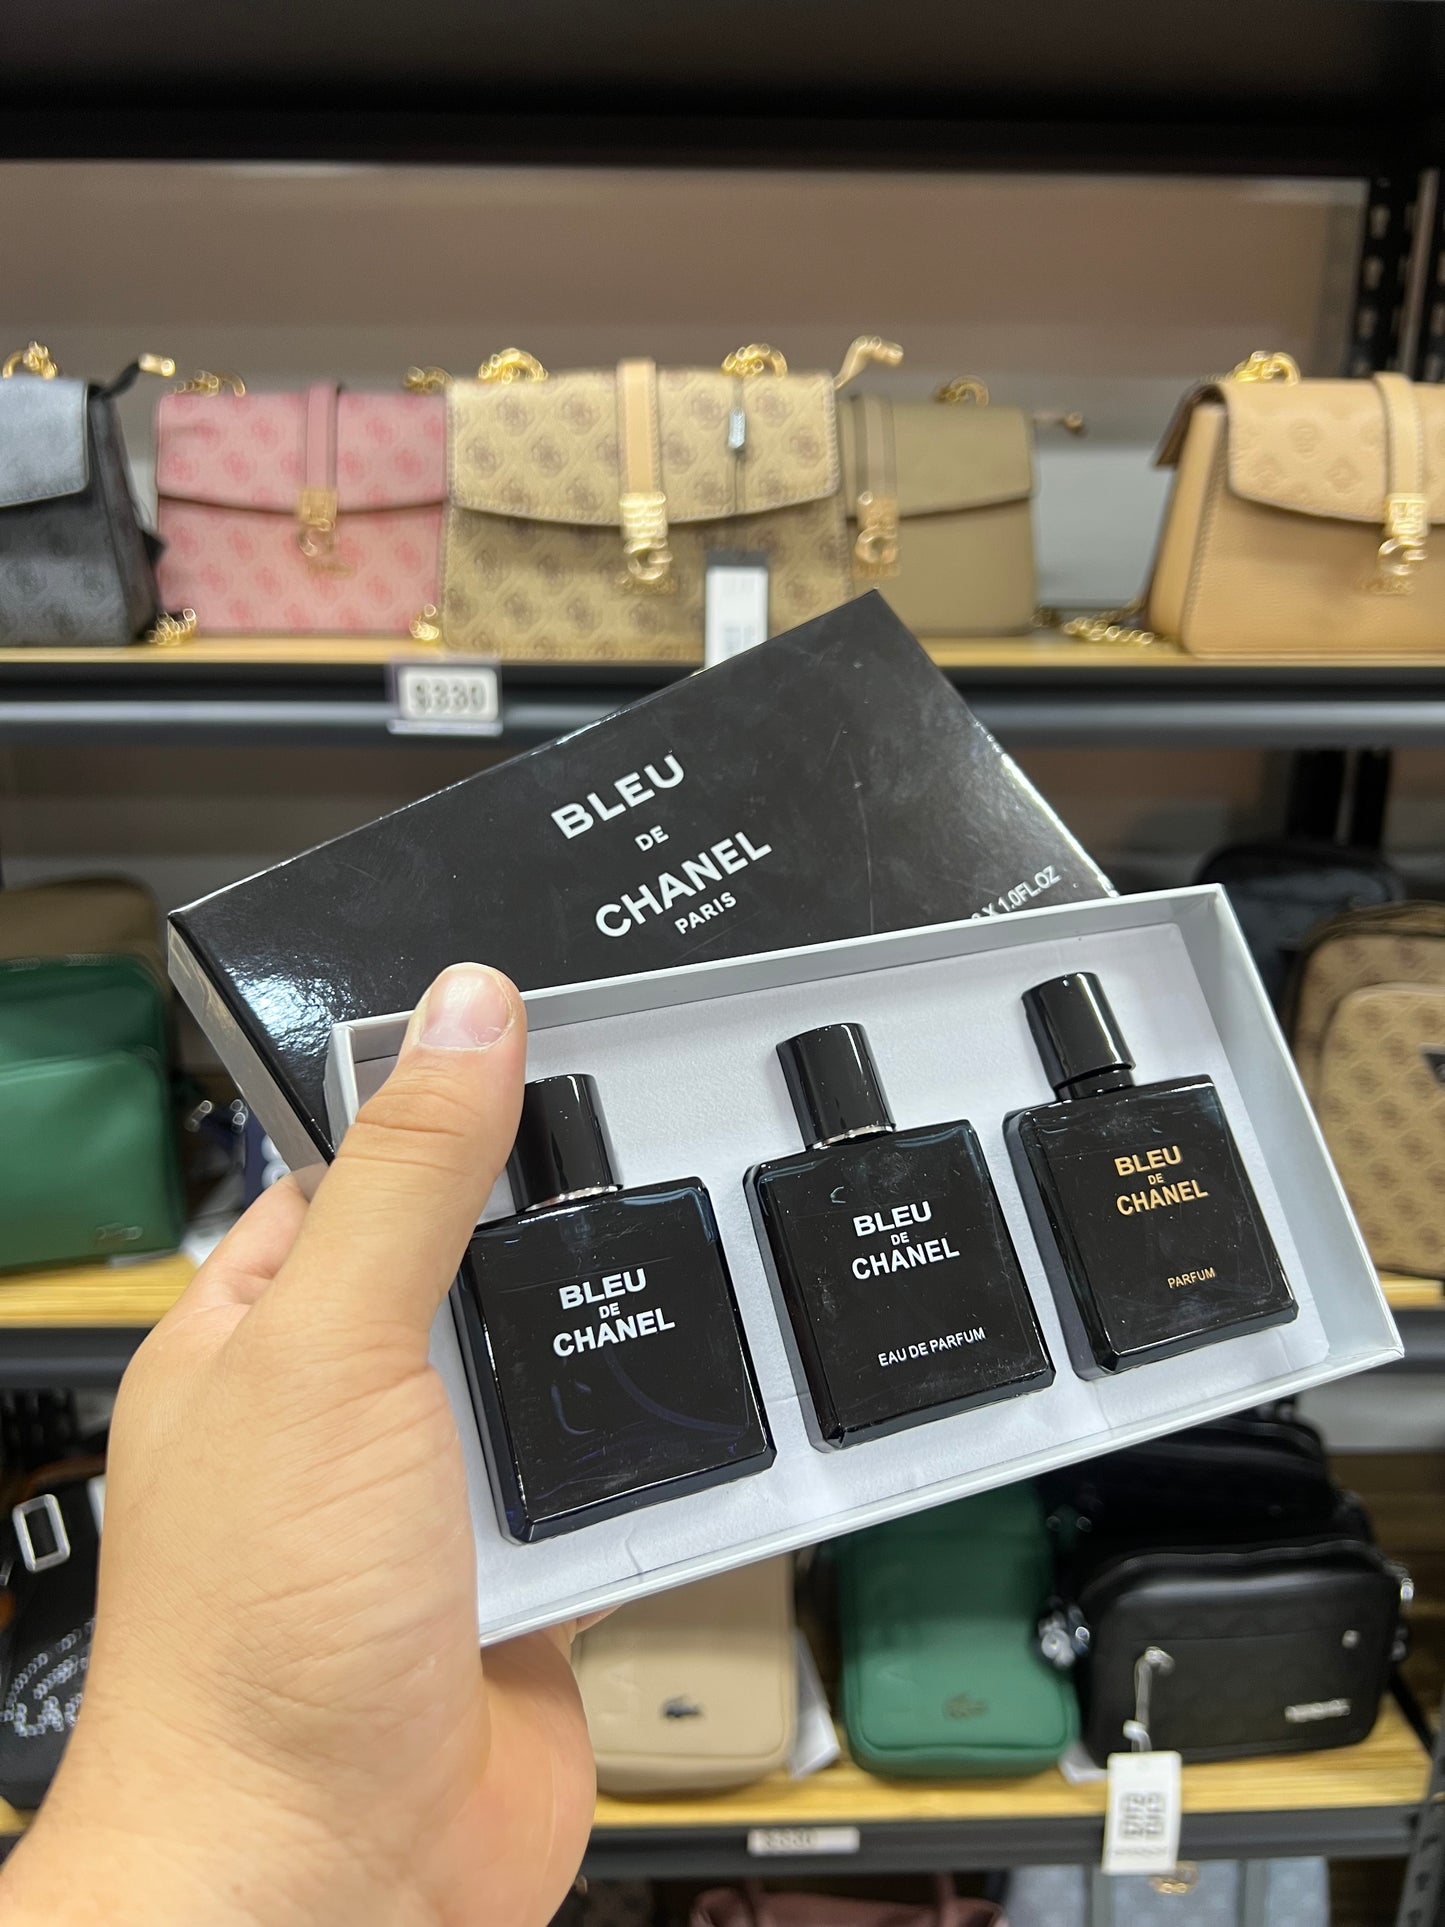 $330
BLEU
DE
CHANEL
PARIS
X 1.0FL.OZ
BLEU
DE
CHANEL
BLEU
DE
CHANEL
EAU DE PARFUM
BLEU
DE
CHANEL
PARFUM